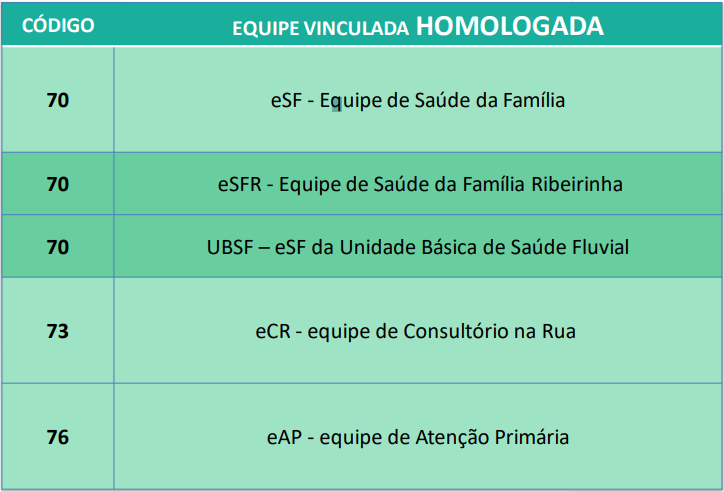 CÓDIGO EQUIPE VINCULADA HOMOLOGADA
70 eSF - Equipe de Saúde da Família
70 eSFR - Equipe de Saúde da Família Ribeirinha
70 UBSF – eSF da Unidade Básica de Saúde Fluvial
73 eCR - equipe de Consultório na Rua
76 eAP - equipe de Atenção Primária